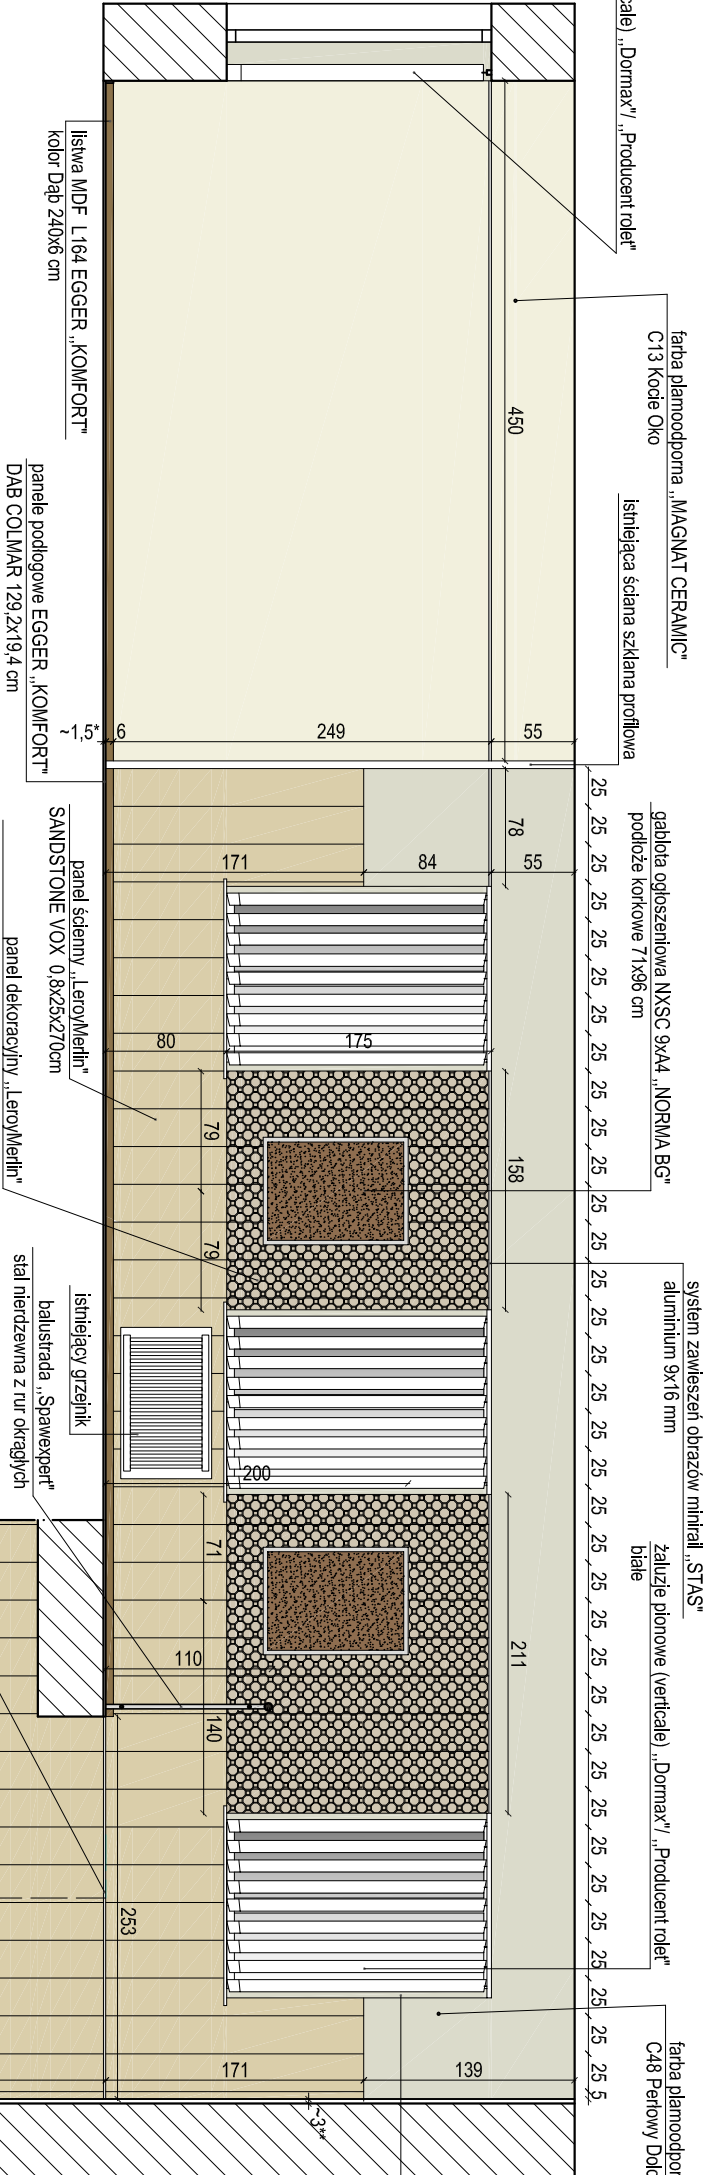 „Dormax"/ „Producent rolet"
farba plamoodporna „MAGNAT CERAMIC"
C13 Kocie Oko
istniejąca ściana szklana profilowa
gablota ogłoszeniowa NXSC 9xA4 „NORMA BG"
podłoże korkowe 71x96 cm
system zawieszeń obrazów minirail „STAS"
aluminium 9x16 mm
żaluzje pionowe (verticale) „Dormax"/ „Producent rolet"
białe
C48 Perłowy
450
~1,5*
6
249
55
25 25 25 25 25 25 25 25 25 25 25 25 25 25 25 25 25 25 25 25 25 25 25 25 25 25 25 25 25 25 25 25 25 25 25 5
78
171
84
55
80
175
158
79
79
200
211
71
110
140
253
171
139
~3**
listwa MDF L164 EGGER „KOMFORT"
kolor Dąb 240x6 cm
panele podłogowe EGGER „KOMFORT"
DAB COLMAR 129,2x19,4 cm
panel ścienny „LeroyMerlin"
SANDSTONE VOX 0,8x25x270cm
panel dekoracyjny „LeroyMerlin"
istniejący grzejnik
balustrada „Spawexpert"
stal nierdzewna z rur okrągłych